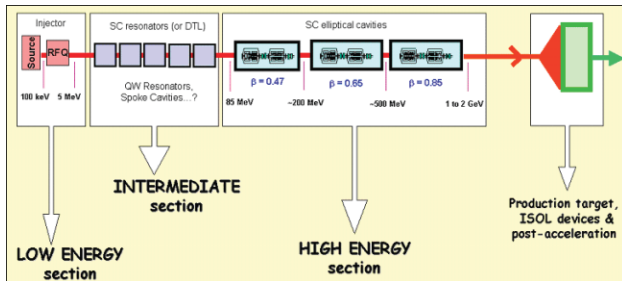 Injector
SC resonators (or DTL)
SC elliptical cavities
Source
RFQ
β = 0.47
β = 0.65
β = 0.85
QW Resonators,
Spoke Cavities...?
100 keV
5 MeV
85 MeV
~200 MeV
~500 MeV
1 to 2 GeV
INTERMEDIATE
section
LOW ENERGY
section
HIGH ENERGY
section
Production target,
ISOL devices &
post-acceleration